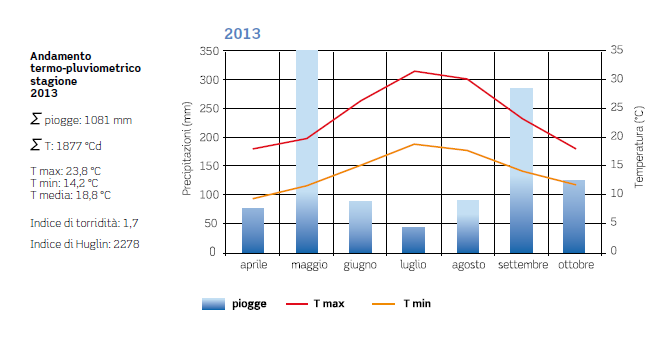 2013
Andamento
termo-pluviometrico
stagione
2013
Σ piogge: 1081 mm
Σ T: 1877 °Cd
T max: 23,8 °C
T min: 14,2 °C
T media: 18,8 °C
Indice di torridità: 1,7
Indice di Huglin: 2278
Precipitazioni (mm)
350
300
250
200
150
100
50
0
35
30
25
20
15
10
5
0
Temperatura (°C)
aprile maggio giugno luglio agosto settembre ottobre
piogge T max T min